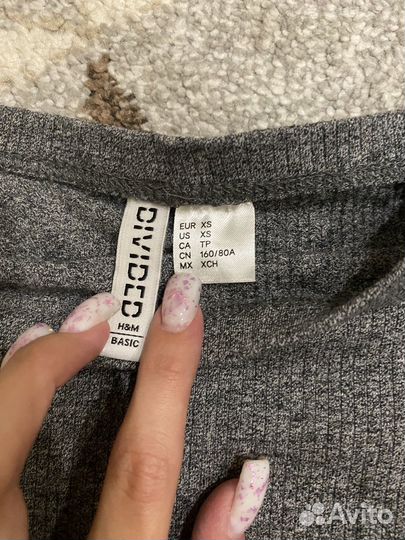 DIVIDED
H&M
BASIC
EUR XS
US XS
CA TP
CN 160/80A
MX XCH
Avito